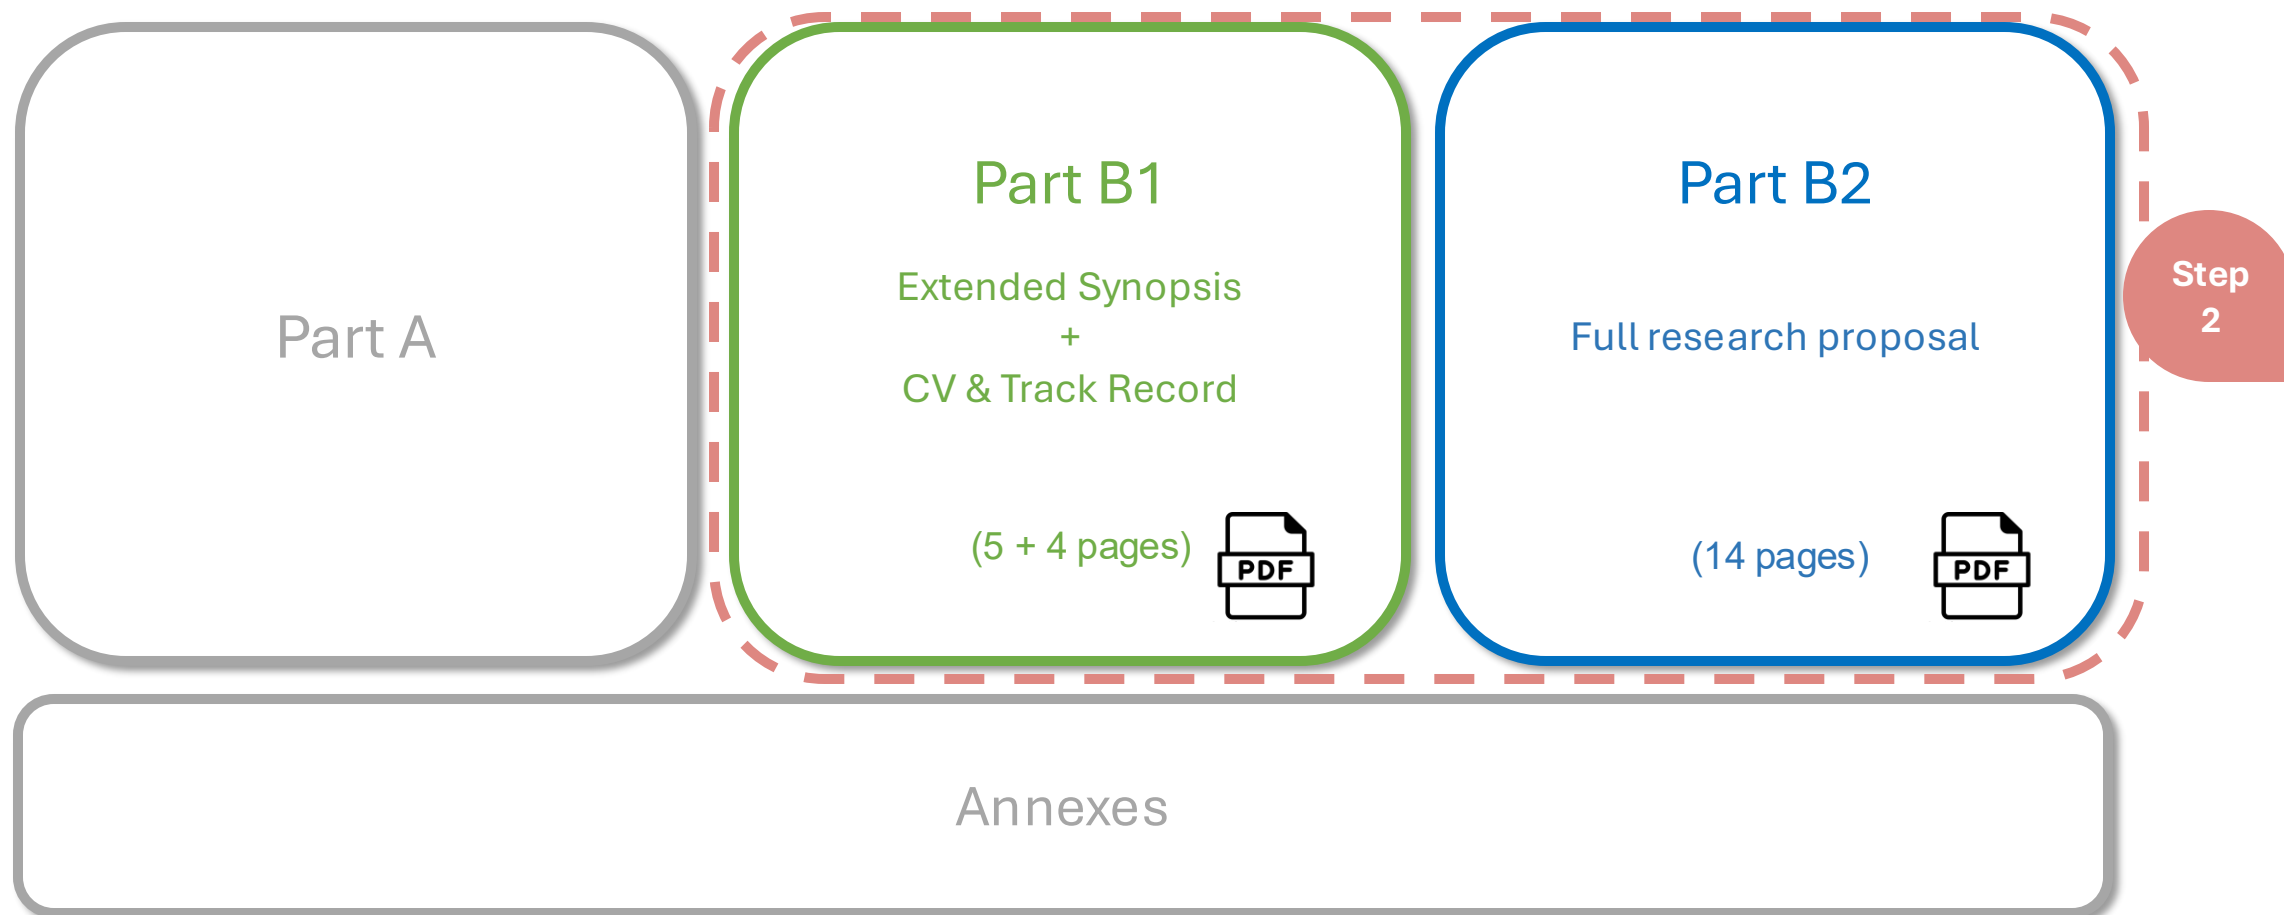 Part A
Part B1
Extended Synopsis
+
CV & Track Record
(5 + 4 pages)
PDF
Part B2
Full research proposal
(14 pages)
PDF
Step
2
Annexes